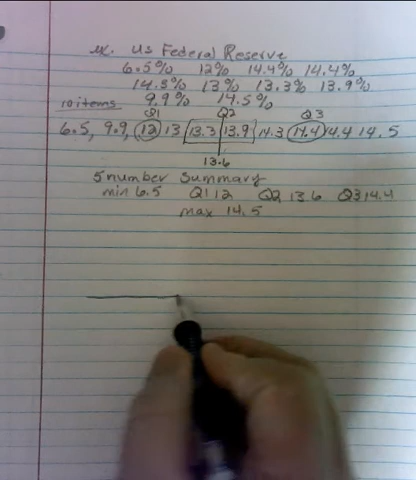 ex. US Federal Reserve
6.5% 12% 14.4% 14.4%
14.3% 13% 13.3% 13.9%
10 items 9.9% 14.5%
Q1 Q2 Q3
6.5, 9.9, 12 13 13.3 13.9 14.3 14.4 14.4 14.5
13.6
5 number Summary
min 6.5 Q1 12 Q2 13.6 Q3 14.4
max 14.5